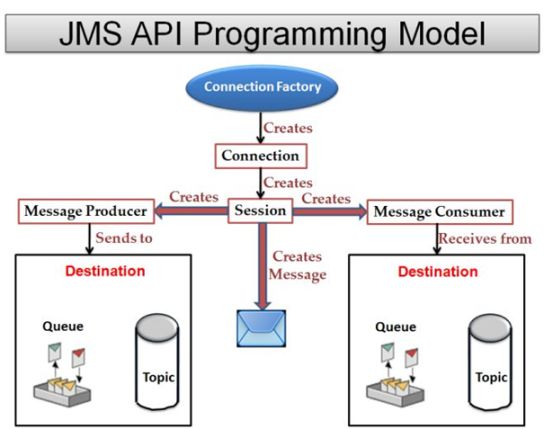 JMS API Programming Model
Connection Factory
Creates
Connection
Creates
Creates
Creates
Message Producer
Session
Message Consumer
Sends to
Creates
Message
Receives from
Destination
Queue
Topic
Destination
Queue
Topic